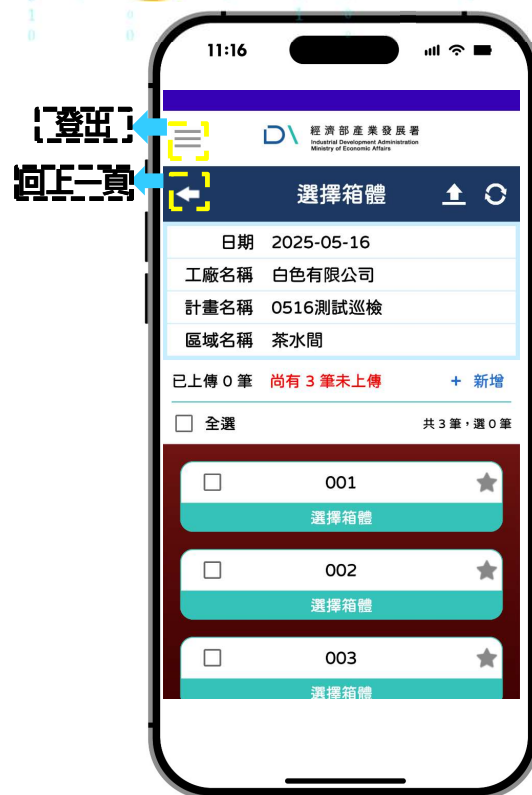 11:16
登出
經濟部產業發展署
Industrial Development Administration
Ministry of Economic Affairs
回上一頁
選擇箱體
日期 2025-05-16
工廠名稱 白色有限公司
計畫名稱 0516測試巡檢
區域名稱 茶水間
已上傳 0 筆 尚有 3 筆未上傳 + 新增
全選 共 3 筆，選 0 筆
001
選擇箱體
002
選擇箱體
003
選擇箱體